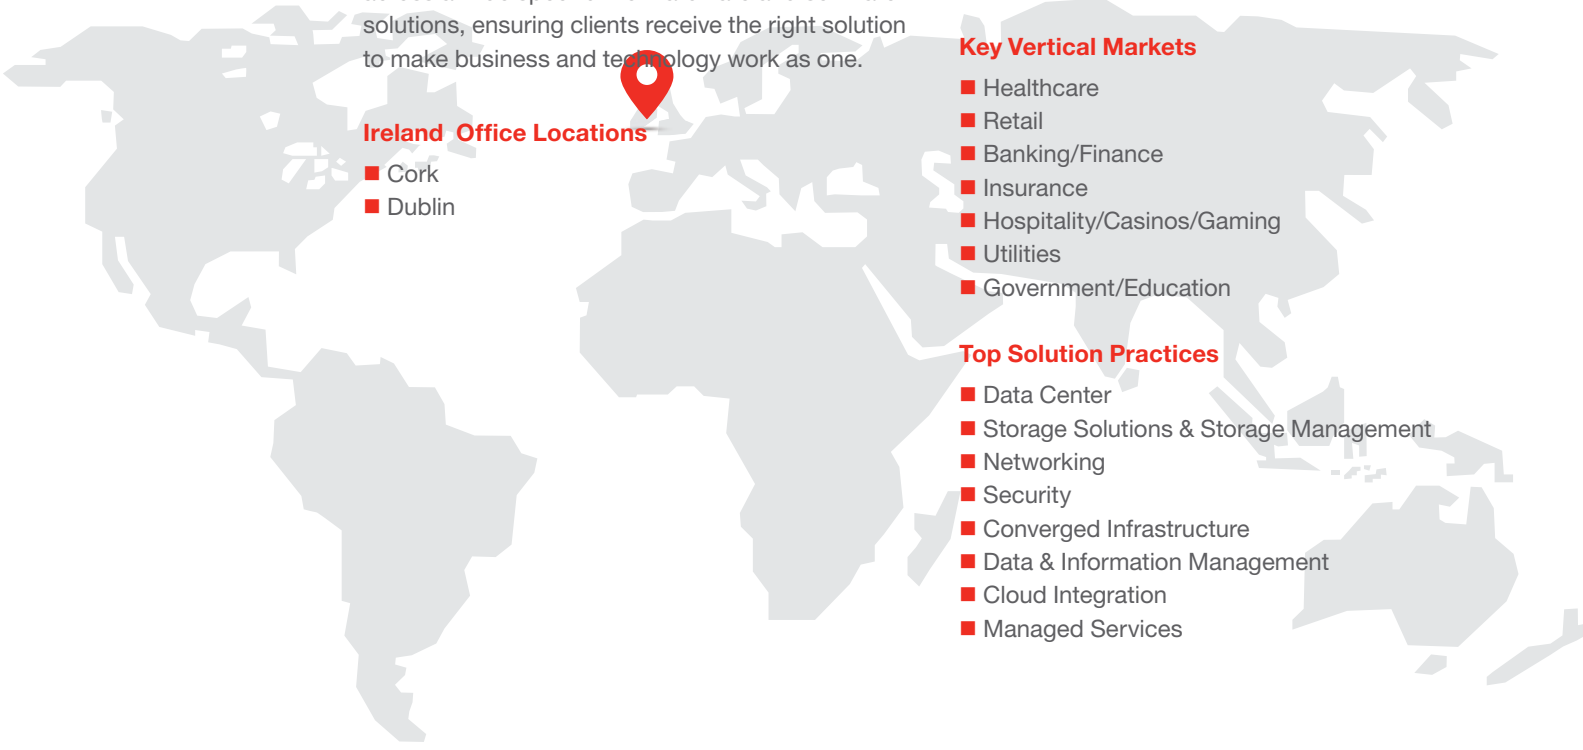 solutions, ensuring clients receive the right solution
to make business and technology work as one.
Ireland  Office Locations
Cork
Dublin
Key Vertical Markets
Healthcare
Retail
Banking/Finance
Insurance
Hospitality/Casinos/Gaming
Utilities
Government/Education
Top Solution Practices
Data Center
Storage Solutions & Storage Management
Networking
Security
Converged Infrastructure
Data & Information Management
Cloud Integration
Managed Services